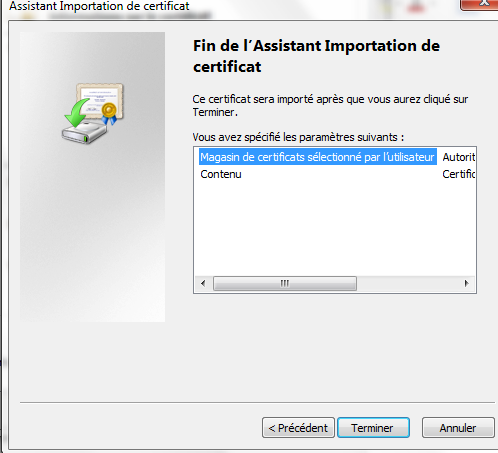 Assistant Importation de certificat
Fin de l'Assistant Importation de
certificat
Ce certificat sera importé après que vous aurez cliqué sur
Terminer.
Vous avez spécifié les paramètres suivants :
Magasin de certificats sélectionné par l'utilisateur Autorit
Contenu Certific
< Précédent Terminer Annuler